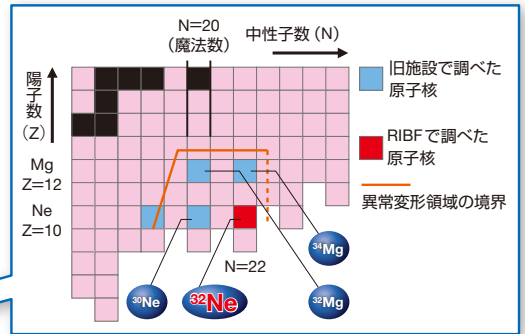 N=20
（魔法数）
中性子数（N）
陽子数（Z）
旧施設で調べた
原子核
RIBFで調べた
原子核
異常変形領域の境界
Mg
Z=12
Ne
Z=10
N=22
³⁴Mg
³⁰Ne
³²Ne
³²Mg